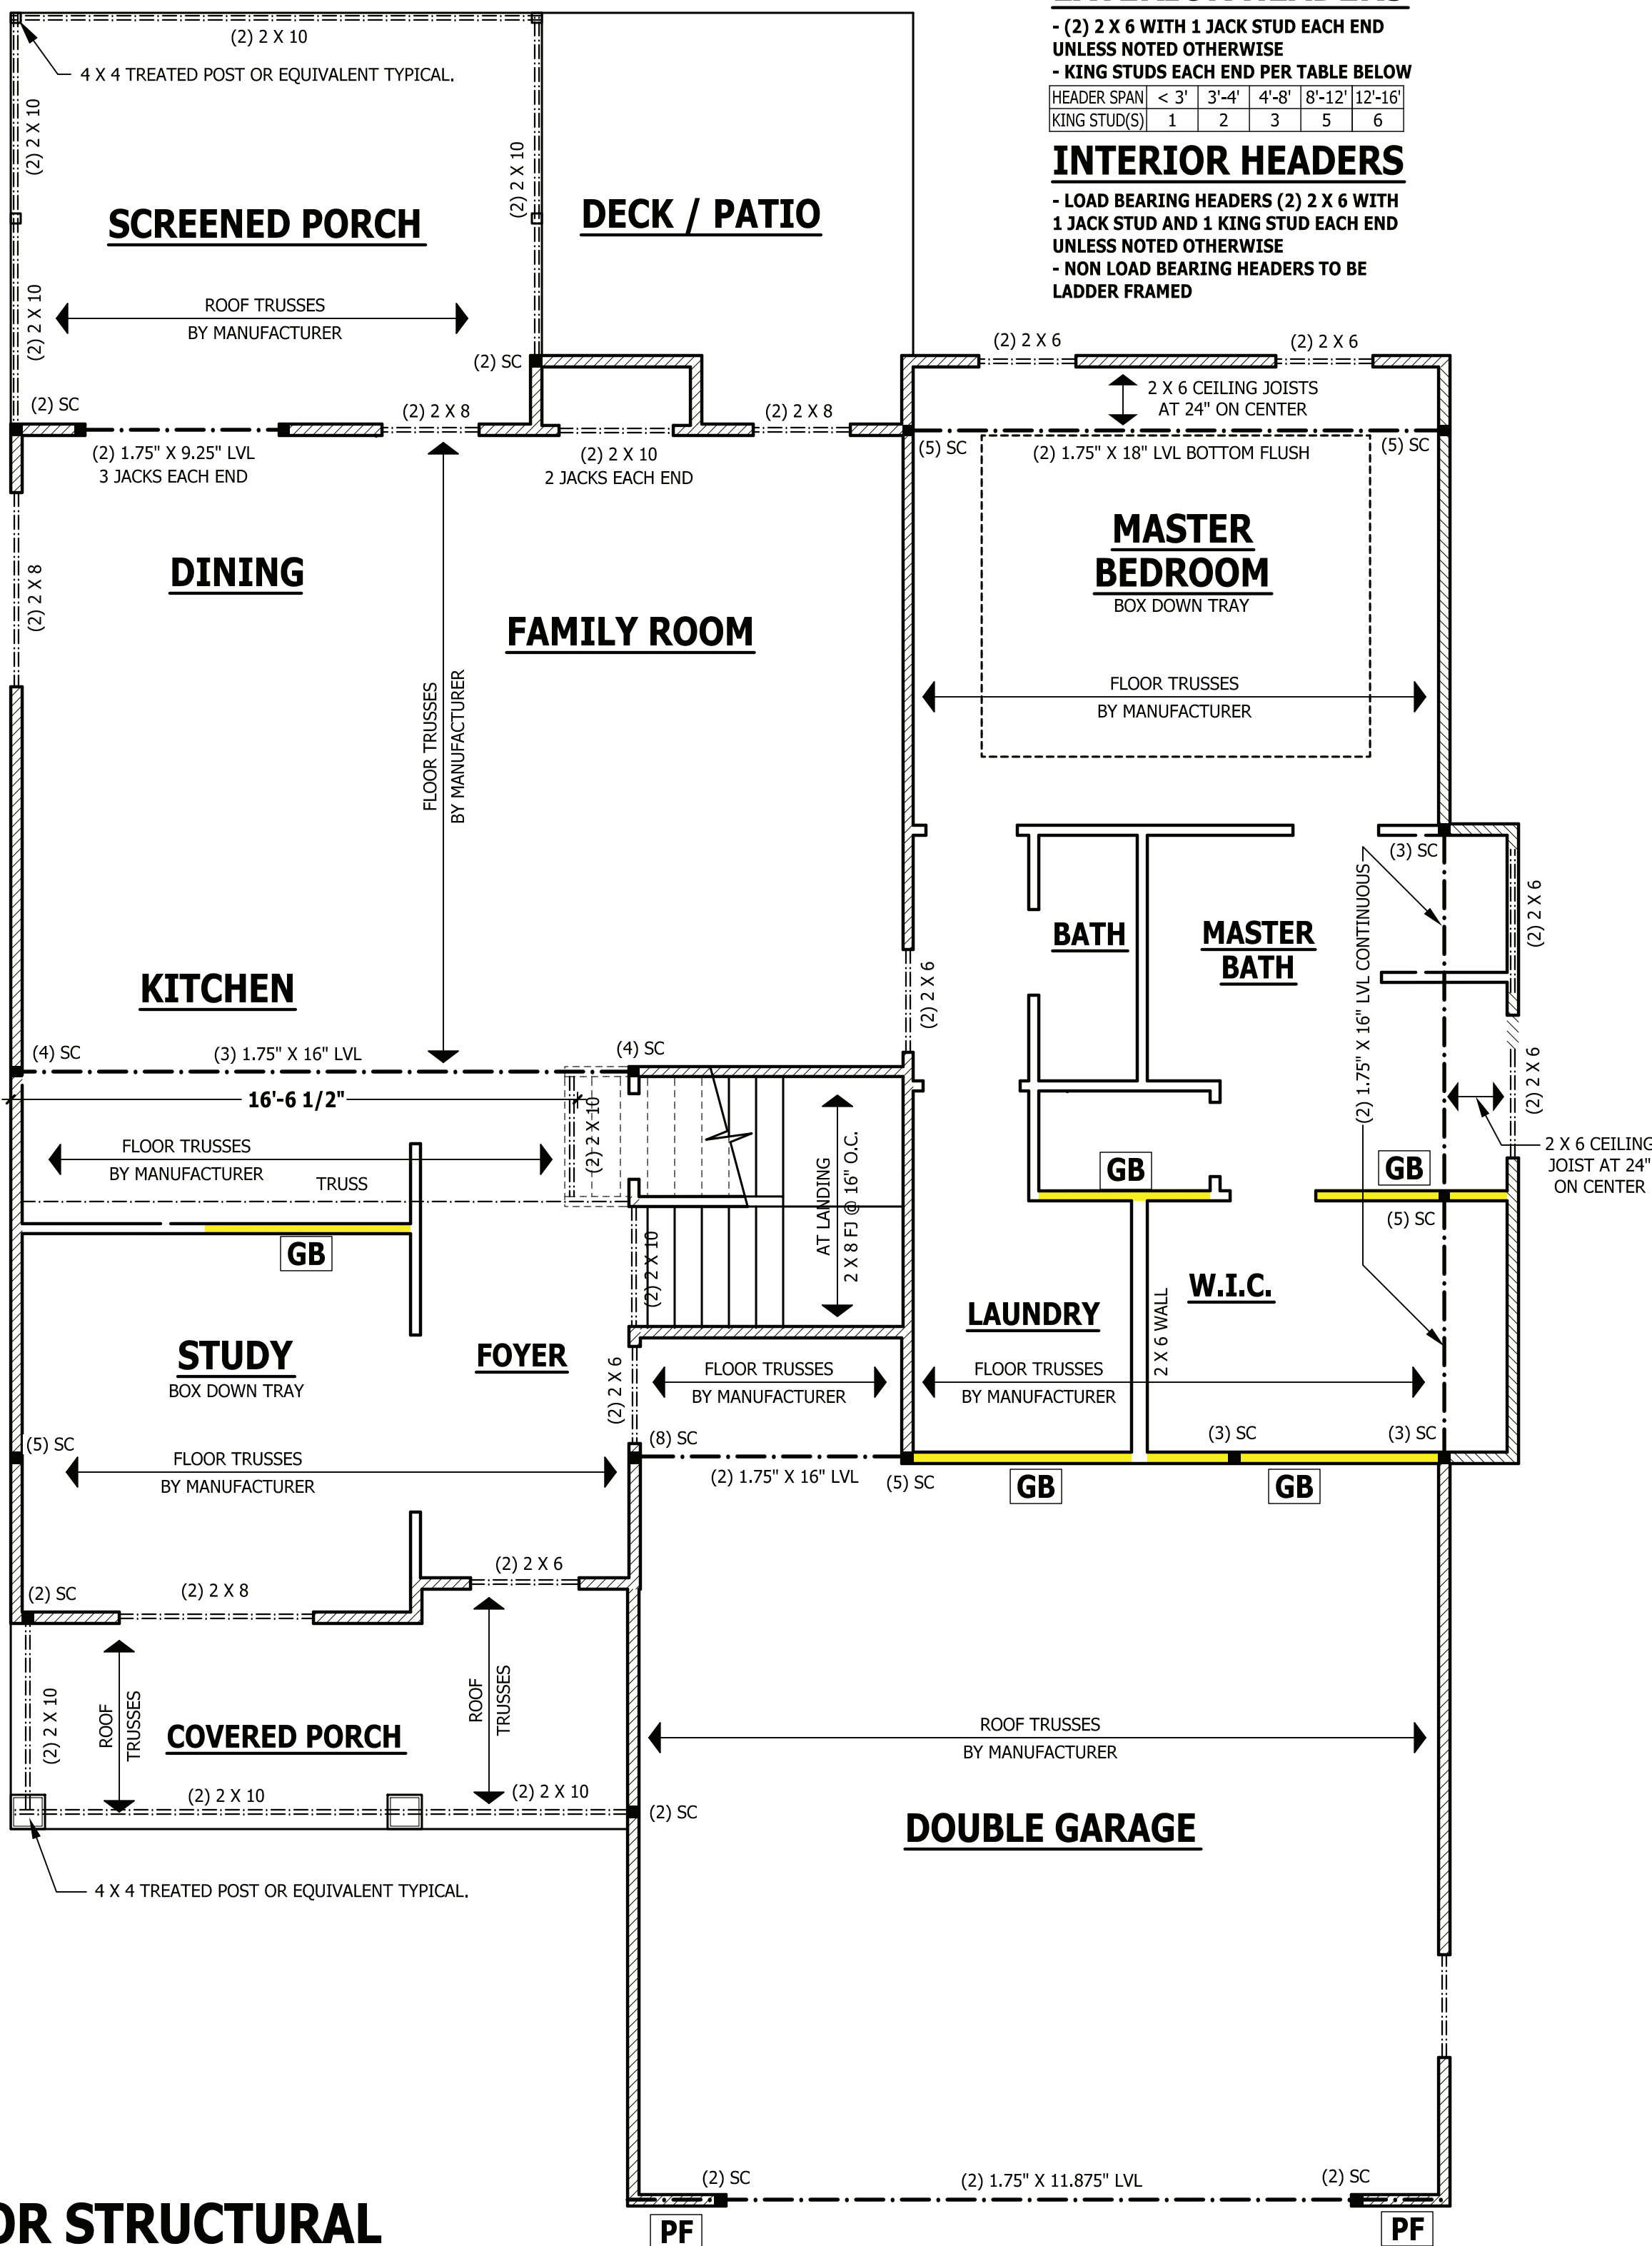 - (2) 2 X 6 WITH 1 JACK STUD EACH END
UNLESS NOTED OTHERWISE
- KING STUDS EACH END PER TABLE BELOW
HEADER SPAN < 3' 3'-4' 4'-8' 8'-12' 12'-16'
KING STUD(S) 1 2 3 5 6
INTERIOR HEADERS
- LOAD BEARING HEADERS (2) 2 X 6 WITH
1 JACK STUD AND 1 KING STUD EACH END
UNLESS NOTED OTHERWISE
- NON LOAD BEARING HEADERS TO BE
LADDER FRAMED
(2) 2 X 10
4 X 4 TREATED POST OR EQUIVALENT TYPICAL.
(2) 2 X 10
(2) 2 X 10
SCREENED PORCH
DECK / PATIO
(2) 2 X 10
ROOF TRUSSES
BY MANUFACTURER
(2) SC
(2) SC
(2) 2 X 8
(2) 2 X 8
(2) 2 X 6
(2) 2 X 6
2 X 6 CEILING JOISTS
AT 24" ON CENTER
(2) 1.75" X 9.25" LVL
3 JACKS EACH END
(2) 2 X 10
2 JACKS EACH END
(5) SC
(2) 1.75" X 18" LVL BOTTOM FLUSH
(5) SC
(2) 2 X 8
DINING
FAMILY ROOM
MASTER
BEDROOM
BOX DOWN TRAY
FLOOR TRUSSES
BY MANUFACTURER
FLOOR TRUSSES
BY MANUFACTURER
(3) SC
(2) 2 X 6
BATH
MASTER
BATH
(2) 1.75" X 16" LVL CONTINUOUS
KITCHEN
(2) 2 X 6
(2) 2 X 6
(4) SC
(3) 1.75" X 16" LVL
(4) SC
16'-6 1/2"
(2) 2 X 10
FLOOR TRUSSES
BY MANUFACTURER
TRUSS
AT LANDING
2 X 8 FJ @ 16" O.C.
GB
GB
2 X 6 CEILING
JOIST AT 24"
ON CENTER
(5) SC
GB
(2) 2 X 10
STUDY
BOX DOWN TRAY
FOYER
LAUNDRY
2 X 6 WALL
W.I.C.
(2) 2 X 6
FLOOR TRUSSES
BY MANUFACTURER
FLOOR TRUSSES
BY MANUFACTURER
(5) SC
FLOOR TRUSSES
BY MANUFACTURER
(8) SC
(2) 1.75" X 16" LVL
(5) SC
(3) SC
(3) SC
GB
GB
(2) 2 X 6
(2) SC
(2) 2 X 8
(2) 2 X 10
ROOF
TRUSSES
ROOF
TRUSSES
COVERED PORCH
(2) 2 X 10
(2) 2 X 10
(2) SC
ROOF TRUSSES
BY MANUFACTURER
DOUBLE GARAGE
4 X 4 TREATED POST OR EQUIVALENT TYPICAL.
(2) SC
(2) 1.75" X 11.875" LVL
(2) SC
PF
PF
OR STRUCTURAL